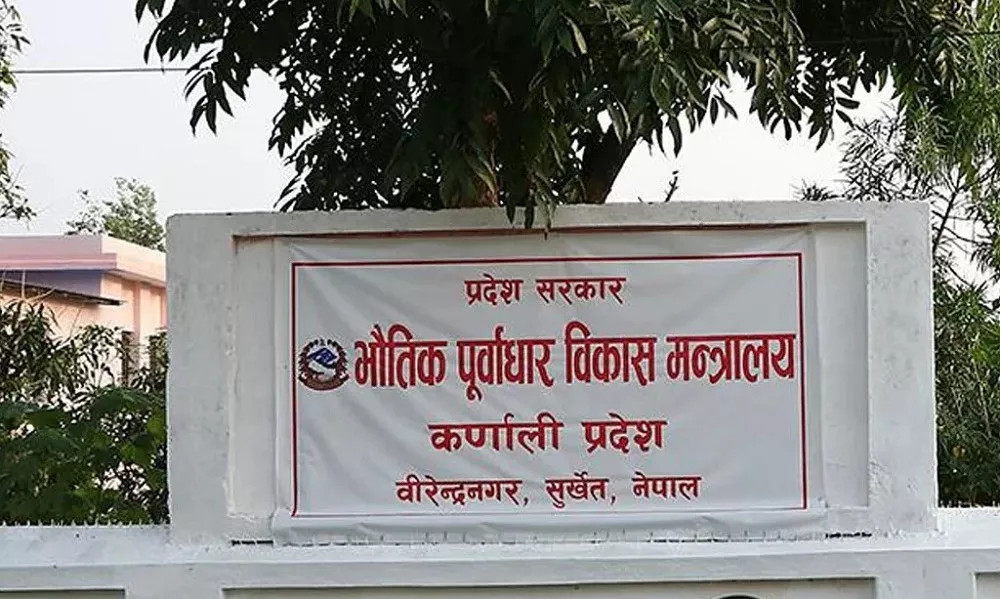 प्रदेश सरकार
भौतिक पूर्वाधार विकास मन्त्रालय
कर्णाली प्रदेश
वीरेन्द्रनगर, सुर्खेत, नेपाल